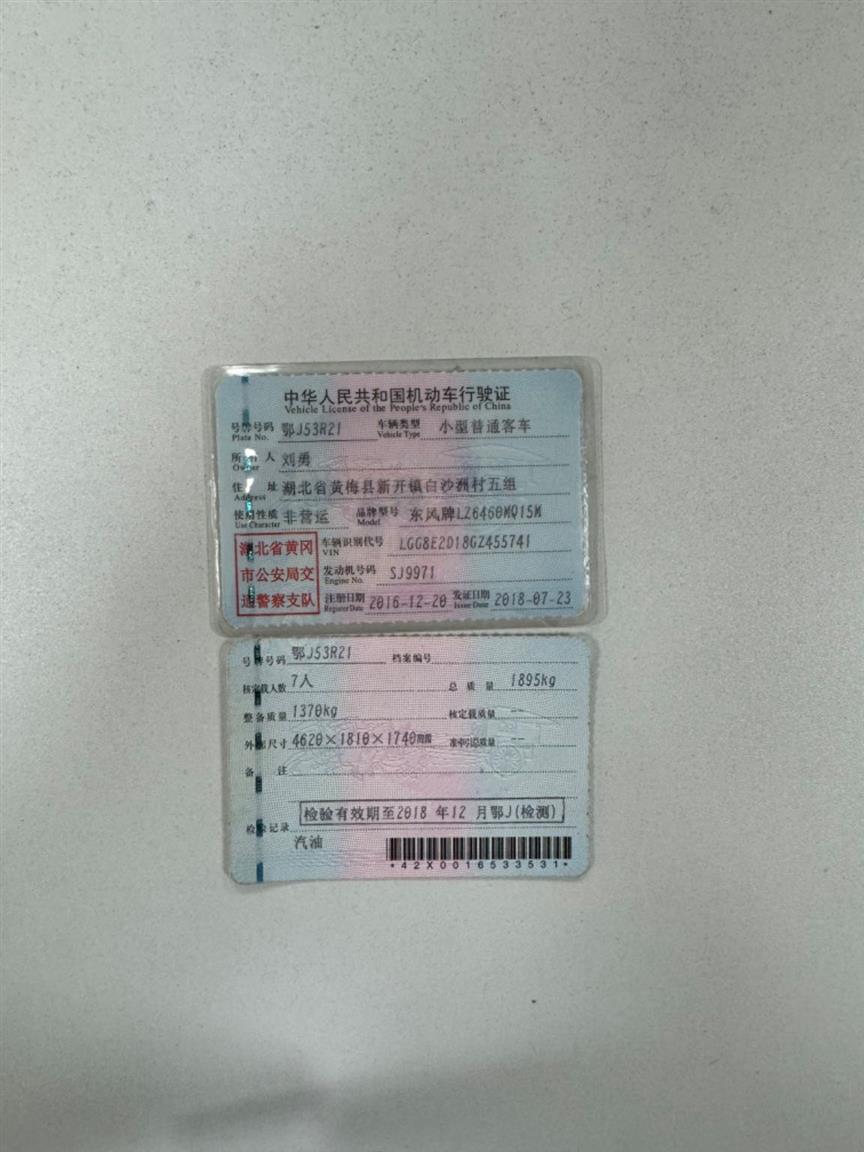 中华人民共和国机动车行驶证
Vehicle License of the People's Republic of China
号牌号码 鄂J53R21 车辆类型 小型普通客车
Plate No. Vehicle Type
所有人 刘勇
Owner
住址 湖北省黄梅县新开镇白沙洲村五组
Address
使用性质 非营运 品牌型号 东风牌LZ6460MQ15M
Use Character Model
湖北省黄冈
市公安局交
通警察支队
车辆识别代号 LGG8E2D18GZ455741
VIN
发动机号码 SJ9971
Engine No.
注册日期 2016-12-20 发证日期 2018-07-23
Register Date Issue Date
号牌号码 鄂J53R21 档案编号
核定载人数 7人 总质量 1895kg
整备质量 1370kg 核定载质量 --
外廓尺寸 4620×1810×1740mm 准牵引总质量 --
备注
检验有效期至2018 年12 月鄂J(检测)
检验记录
汽油
*42X0016533531*